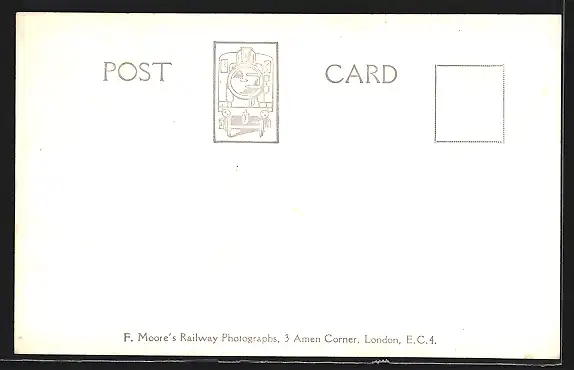 POST CARD
F. Moore's Railway Photographs, 3 Amen Corner, London, E.C.4.